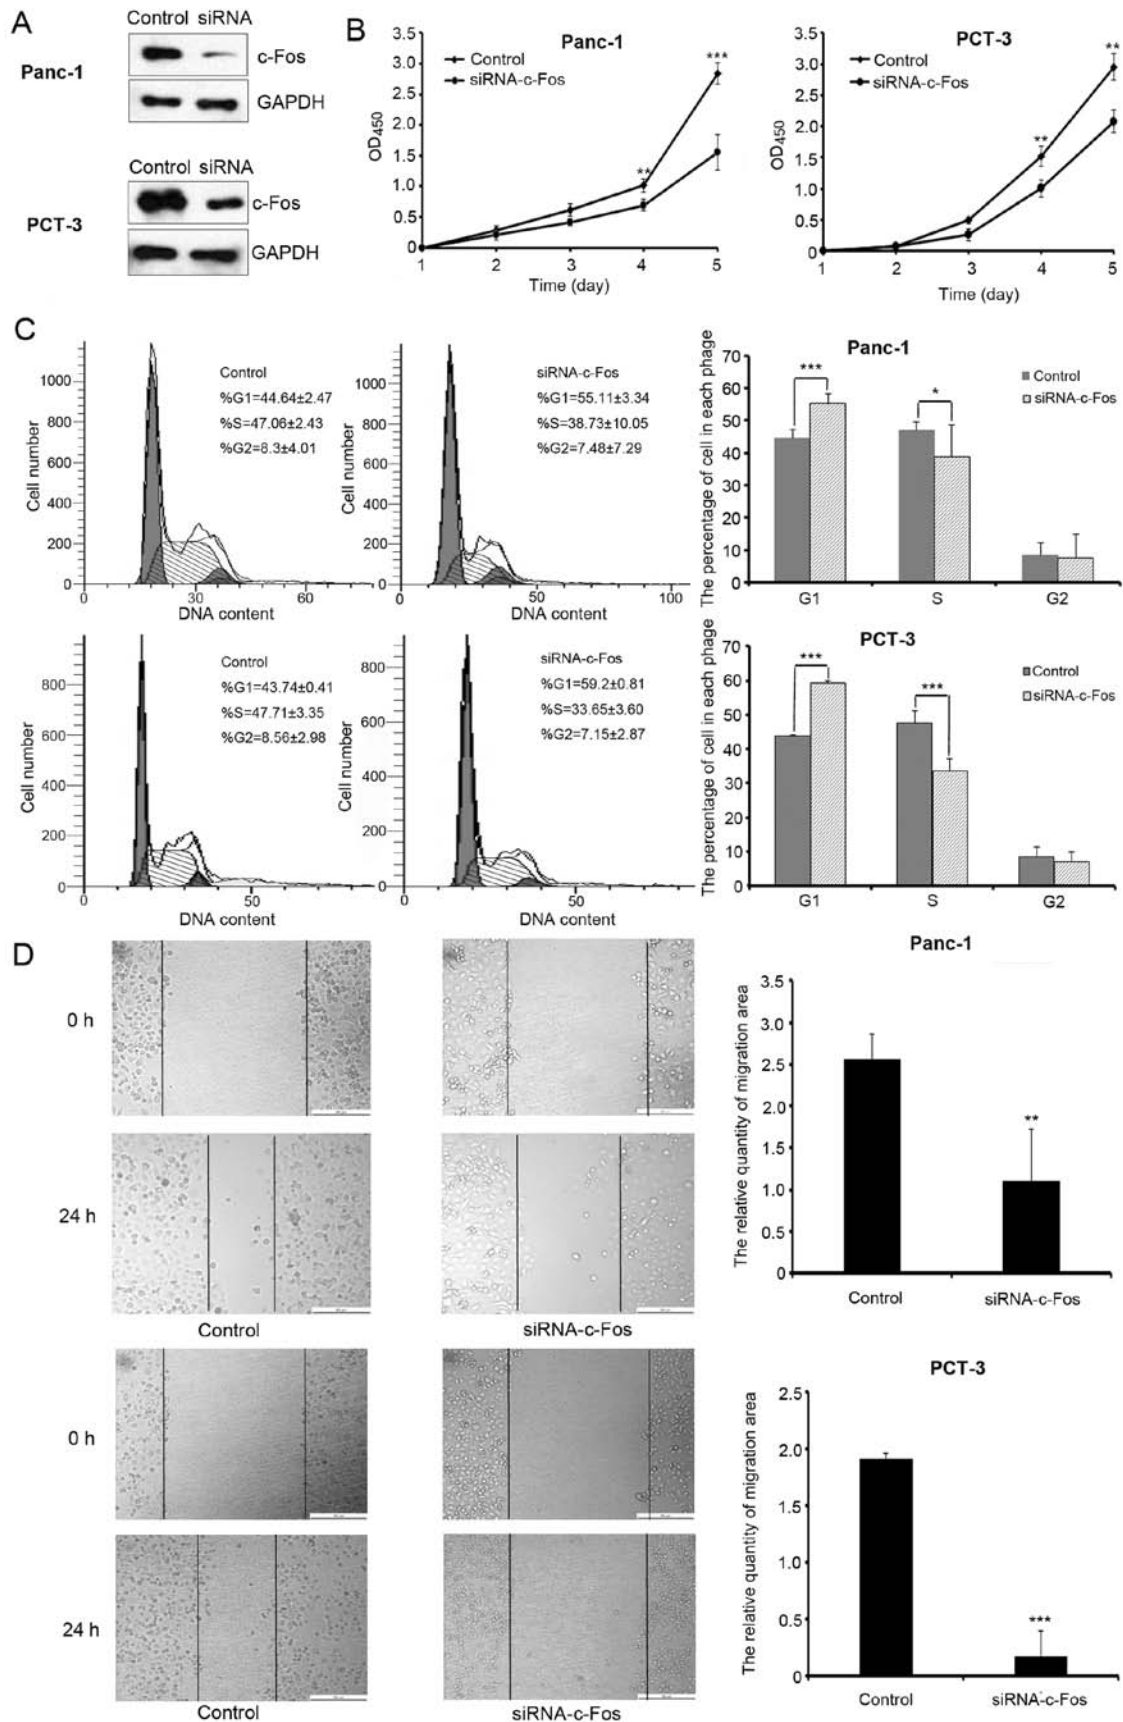 A
Control siRNA
Panc-1
c-Fos
GAPDH
Control siRNA
PCT-3
c-Fos
GAPDH
B
Panc-1
Control
siRNA-c-Fos
OD450
3.5
3.0
2.5
2.0
1.5
1.0
0.5
0
**
***
1 2 3 4 5
Time (day)
PCT-3
Control
siRNA-c-Fos
OD450
3.5
3.0
2.5
2.0
1.5
1.0
0.5
0
**
**
1 2 3 4 5
Time (day)
C
Cell number
1000
800
600
400
200
0
Control
%G1=44.64±2.47
%S=47.06±2.43
%G2=8.3±4.01
0 30 60
DNA content
Cell number
1000
800
600
400
200
0
siRNA-c-Fos
%G1=55.11±3.34
%S=38.73±10.05
%G2=7.48±7.29
0 50 100
DNA content
Panc-1
The percentage of cell in each phage
70
60
50
40
30
20
10
0
***
*
Control
siRNA-c-Fos
G1 S G2
Cell number
800
600
400
200
0
Control
%G1=43.74±0.41
%S=47.71±3.35
%G2=8.56±2.98
0 50
DNA content
Cell number
800
600
400
200
0
siRNA-c-Fos
%G1=59.2±0.81
%S=33.65±3.60
%G2=7.15±2.87
0 50
DNA content
PCT-3
The percentage of cell in each phage
70
60
50
40
30
20
10
0
***
***
Control
siRNA-c-Fos
G1 S G2
D
0 h
24 h
Control
siRNA-c-Fos
Panc-1
The relative quantity of migration area
3.5
3.0
2.5
2.0
1.5
1.0
0.5
0
**
Control siRNA-c-Fos
0 h
24 h
Control
siRNA-c-Fos
PCT-3
The relative quantity of migration area
2.5
2.0
1.5
1.0
0.5
0
***
Control siRNA-c-Fos